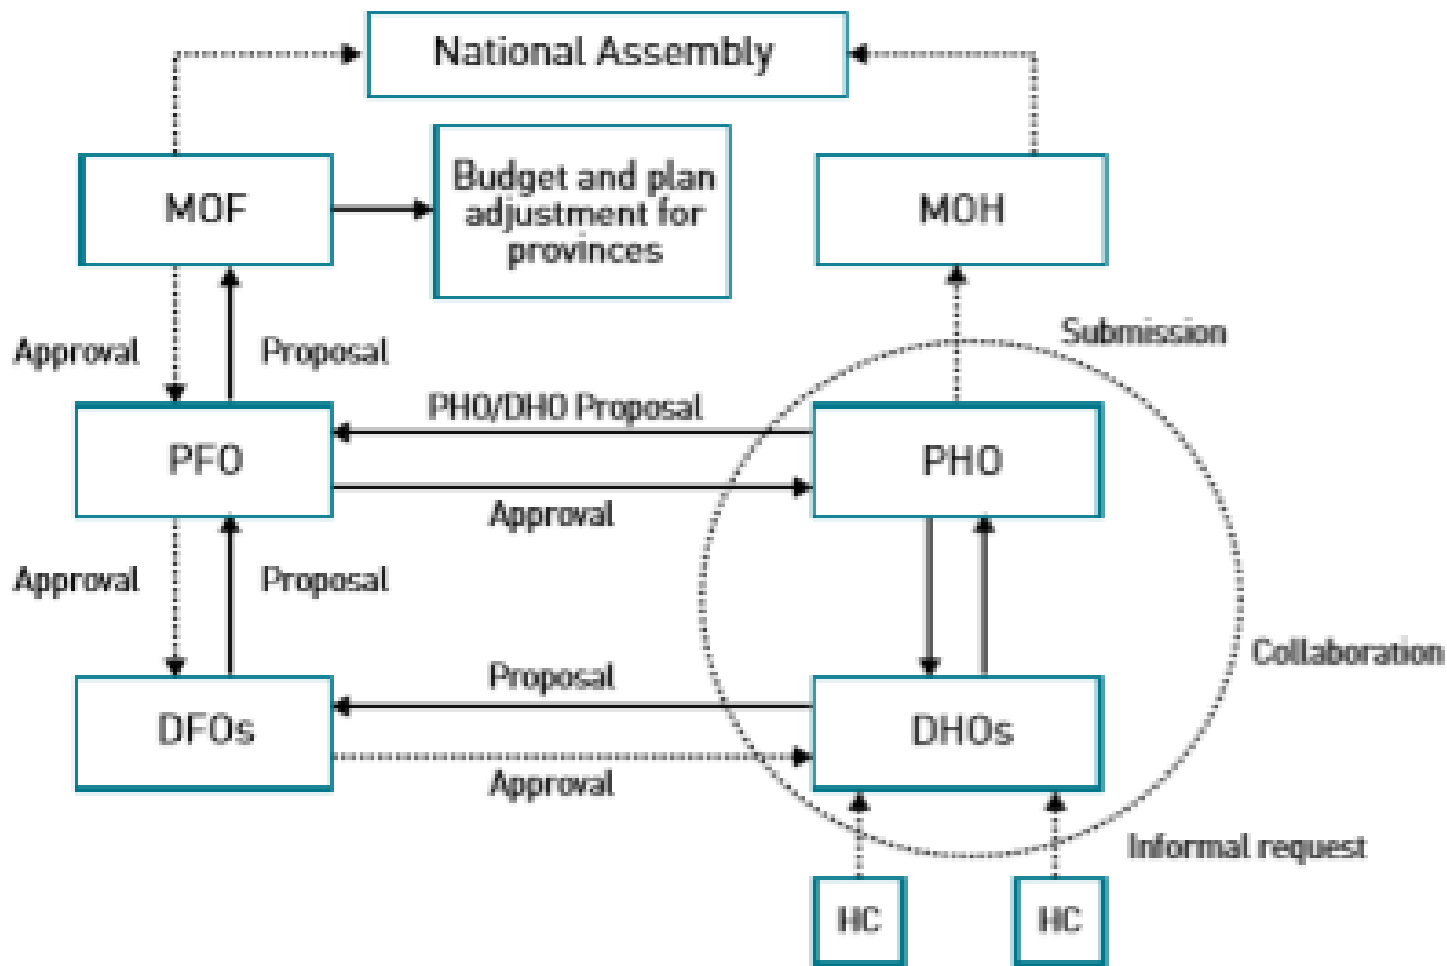 National Assembly
MOF
Budget and plan
adjustment for
provinces
MOH
Submission
Approval
Proposal
PHO/DHO Proposal
PFO
PHO
Approval
Approval
Proposal
Collaboration
Proposal
DFOs
DHOs
Approval
Informal request
HC
HC